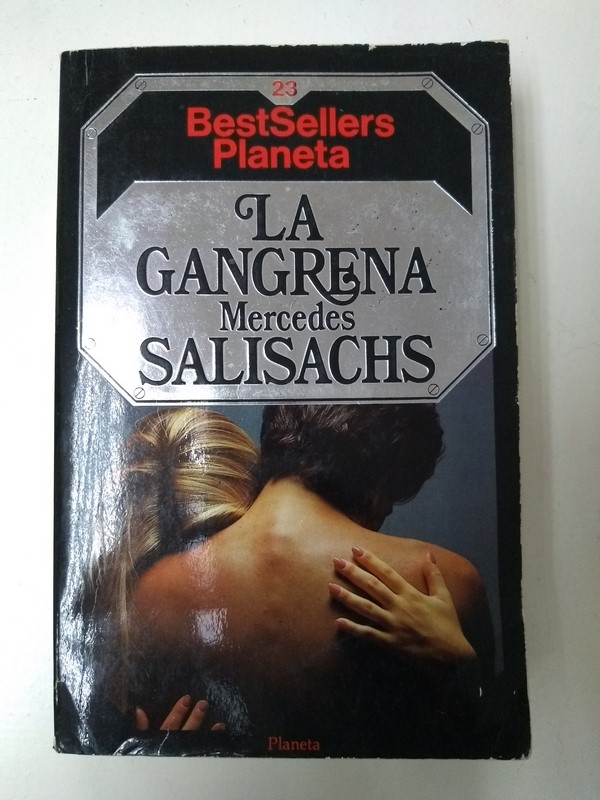 23
BestSellers
Planeta
LA
GANGRENA
Mercedes
SALISACHS
Planeta